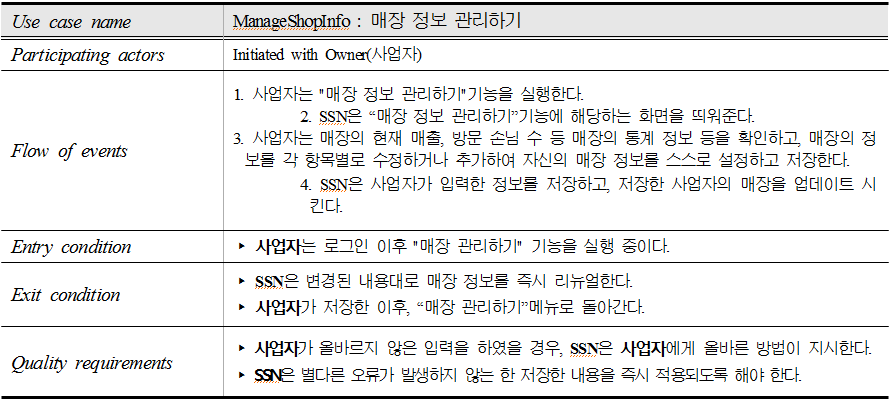 Use case name
ManageShopInfo : 매장 정보 관리하기
Participating actors
Initiated with Owner(사업자)
Flow of events
1. 사업자는 "매장 정보 관리하기"기능을 실행한다.
2. SSN은 “매장 정보 관리하기”기능에 해당하는 화면을 띄워준다.
3. 사업자는 매장의 현재 매출, 방문 손님 수 등 매장의 통계 정보 등을 확인하고, 매장의 정
보를 각 항목별로 수정하거나 추가하여 자신의 매장 정보를 스스로 설정하고 저장한다.
4. SSN은 사업자가 입력한 정보를 저장하고, 저장한 사업자의 매장을 업데이트 시
킨다.
Entry condition
▶ 사업자는 로그인 이후 "매장 관리하기" 기능을 실행 중이다.
Exit condition
▶ SSN은 변경된 내용대로 매장 정보를 즉시 리뉴얼한다.
▶ 사업자가 저장한 이후, “매장 관리하기”메뉴로 돌아간다.
Quality requirements
▶ 사업자가 올바르지 않은 입력을 하였을 경우, SSN은 사업자에게 올바른 방법이 지시한다.
▶ SSN은 별다른 오류가 발생하지 않는 한 저장한 내용을 즉시 적용되도록 해야 한다.